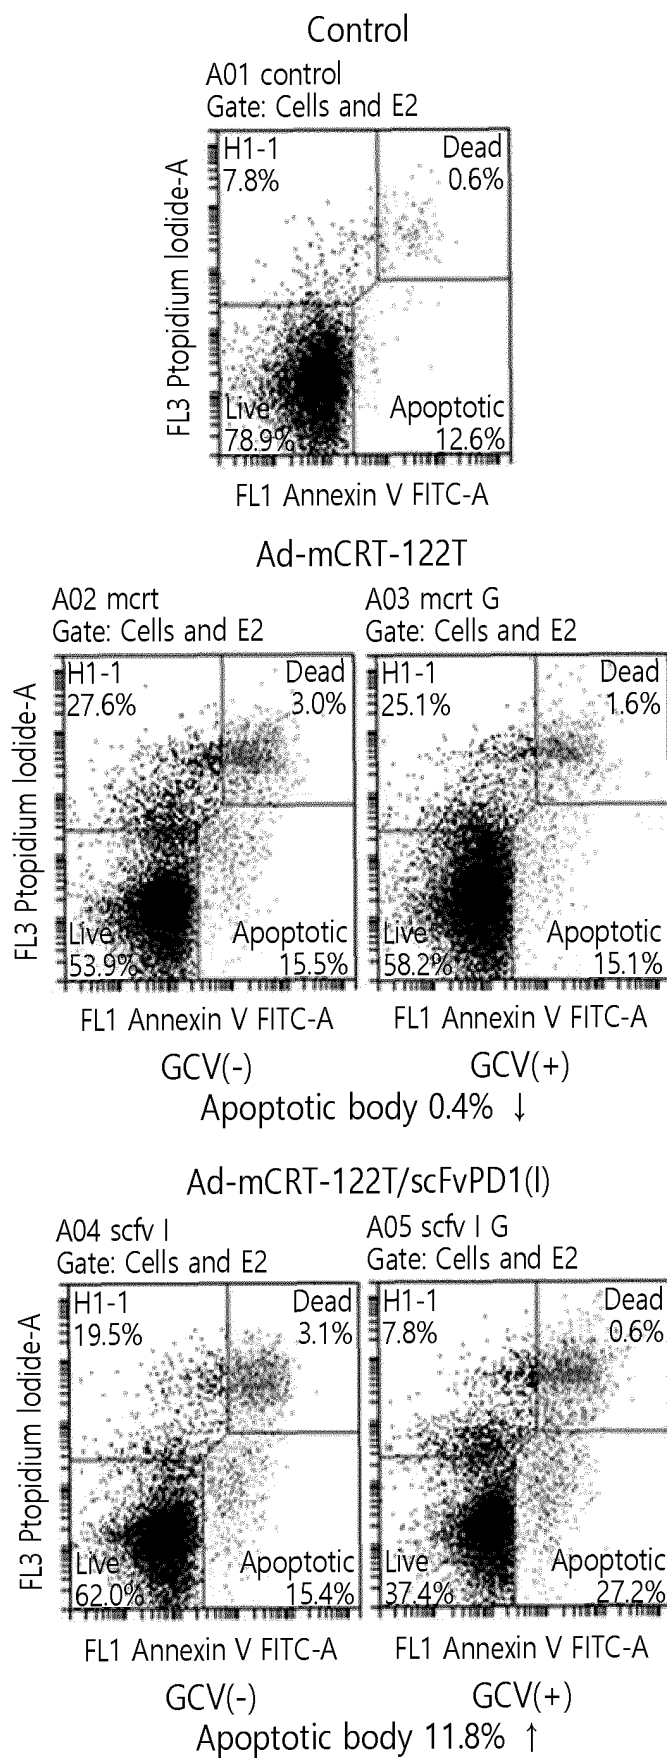 Control
A01 control
Gate: Cells and E2
H1-1
7.8%
Dead
0.6%
FL3 Ptopidium Iodide-A
Live
78.9%
Apoptotic
12.6%
FL1 Annexin V FITC-A
Ad-mCRT-122T
A02 mcrt
Gate: Cells and E2
H1-1
27.6%
Dead
3.0%
FL3 Ptopidium Iodide-A
Live
53.9%
Apoptotic
15.5%
FL1 Annexin V FITC-A
GCV(-)
A03 mcrt G
Gate: Cells and E2
H1-1
25.1%
Dead
1.6%
Live
58.2%
Apoptotic
15.1%
FL1 Annexin V FITC-A
GCV(+)
Apoptotic body 0.4% ↓
Ad-mCRT-122T/scFvPD1(I)
A04 scfv I
Gate: Cells and E2
H1-1
19.5%
Dead
3.1%
FL3 Ptopidium Iodide-A
Live
62.0%
Apoptotic
15.4%
FL1 Annexin V FITC-A
GCV(-)
A05 scfv I G
Gate: Cells and E2
H1-1
7.8%
Dead
0.6%
Live
37.4%
Apoptotic
27.2%
FL1 Annexin V FITC-A
GCV(+)
Apoptotic body 11.8% ↑